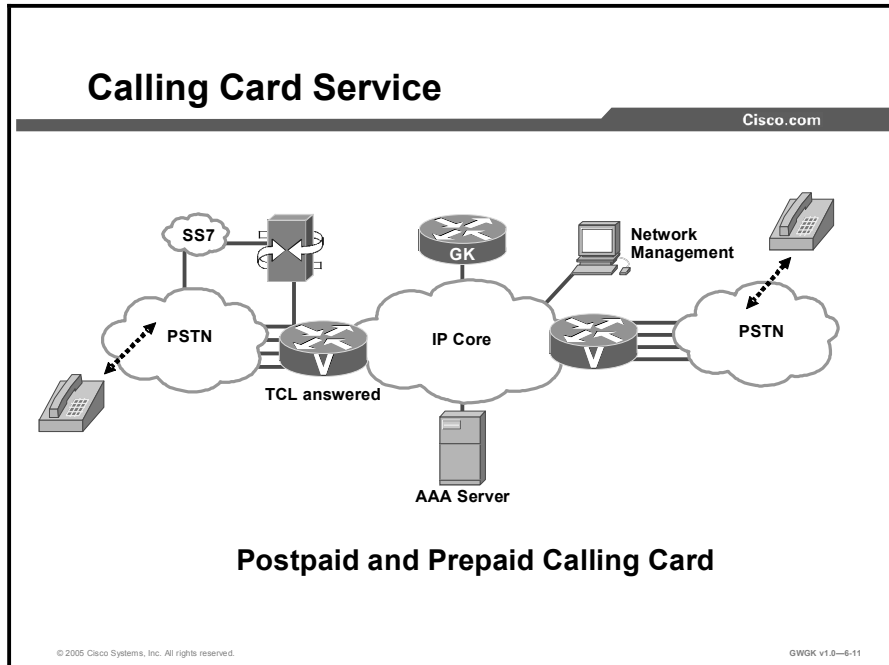 Calling Card Service
Cisco.com
SS7
GK
Network
Management
PSTN
IP Core
PSTN
V
V
TCL answered
AAA Server
Postpaid and Prepaid Calling Card
© 2005 Cisco Systems, Inc. All rights reserved.
GWGK v1.0—6-11